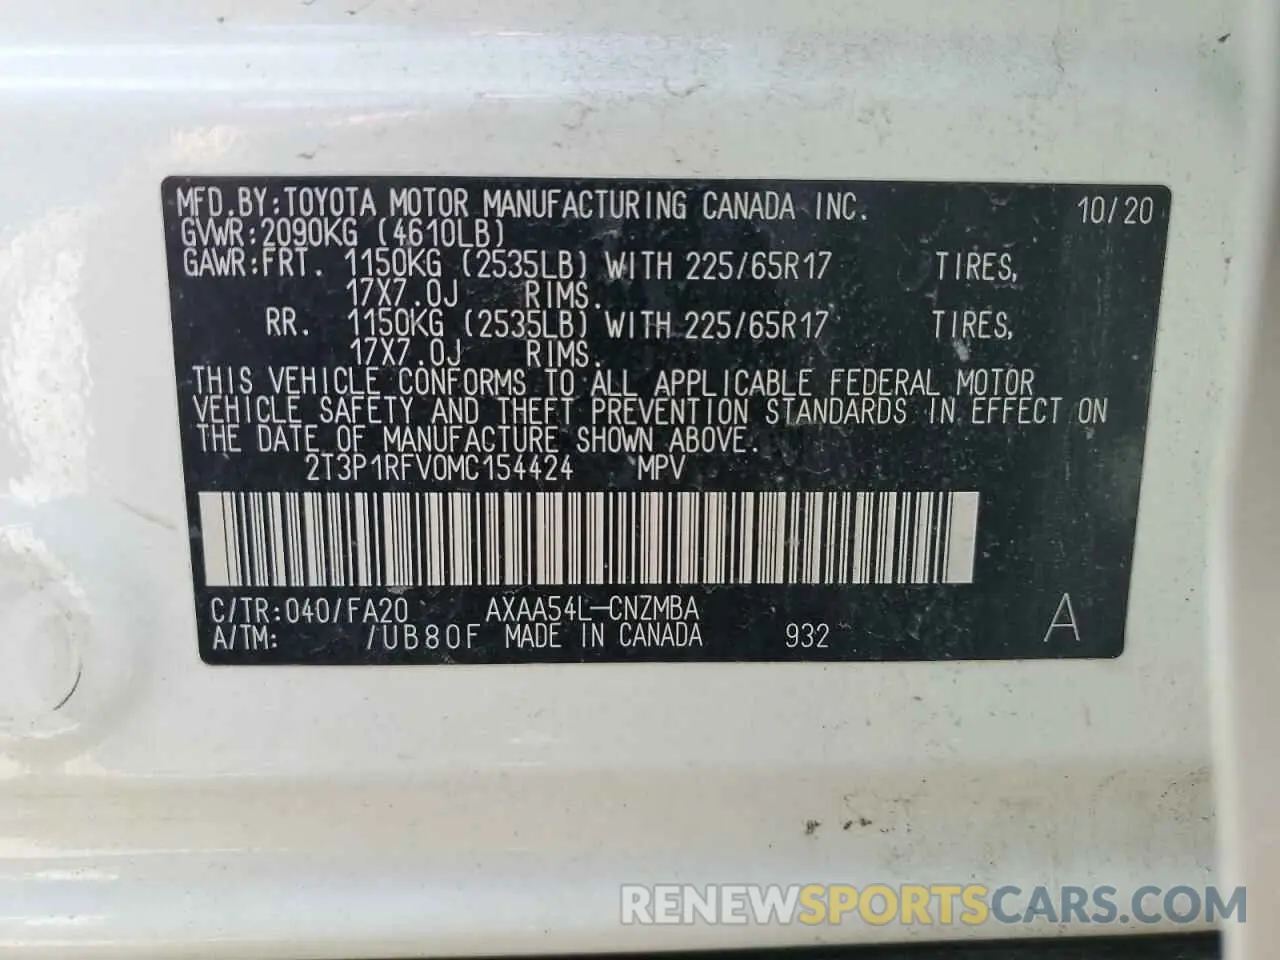 MFD.BY:TOYOTA MOTOR MANUFACTURING CANADA INC. 10/20
GVWR:2090KG (4610LB)
GAWR:FRT. 1150KG (2535LB) WITH 225/65R17 TIRES,
17X7.0J RIMS.
RR. 1150KG (2535LB) WITH 225/65R17 TIRES,
17X7.0J RIMS.
THIS VEHICLE CONFORMS TO ALL APPLICABLE FEDERAL MOTOR
VEHICLE SAFETY AND THEFT PREVENTION STANDARDS IN EFFECT ON
THE DATE OF MANUFACTURE SHOWN ABOVE.
2T3P1RFV0MC154424 MPV
C/TR:040/FA20 AXAA54L-CNZMBA
A/TM: /UB80F MADE IN CANADA 932 A
RENEWSPORTSCARS.COM